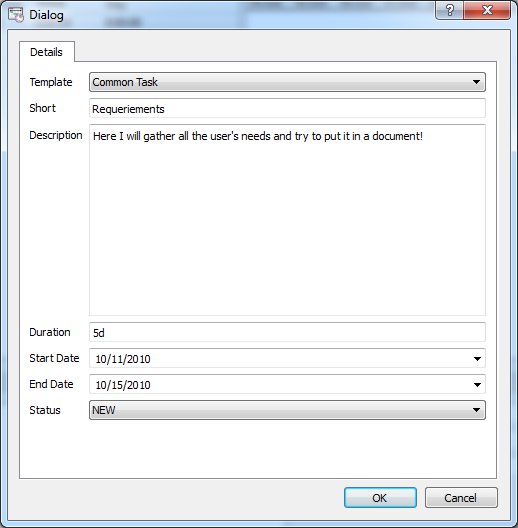 Dialog
?
Details
Template Common Task
Short Requeriements
Description Here I will gather all the user's needs and try to put it in a document!
Duration 5d
Start Date 10/11/2010
End Date 10/15/2010
Status NEW
OK Cancel